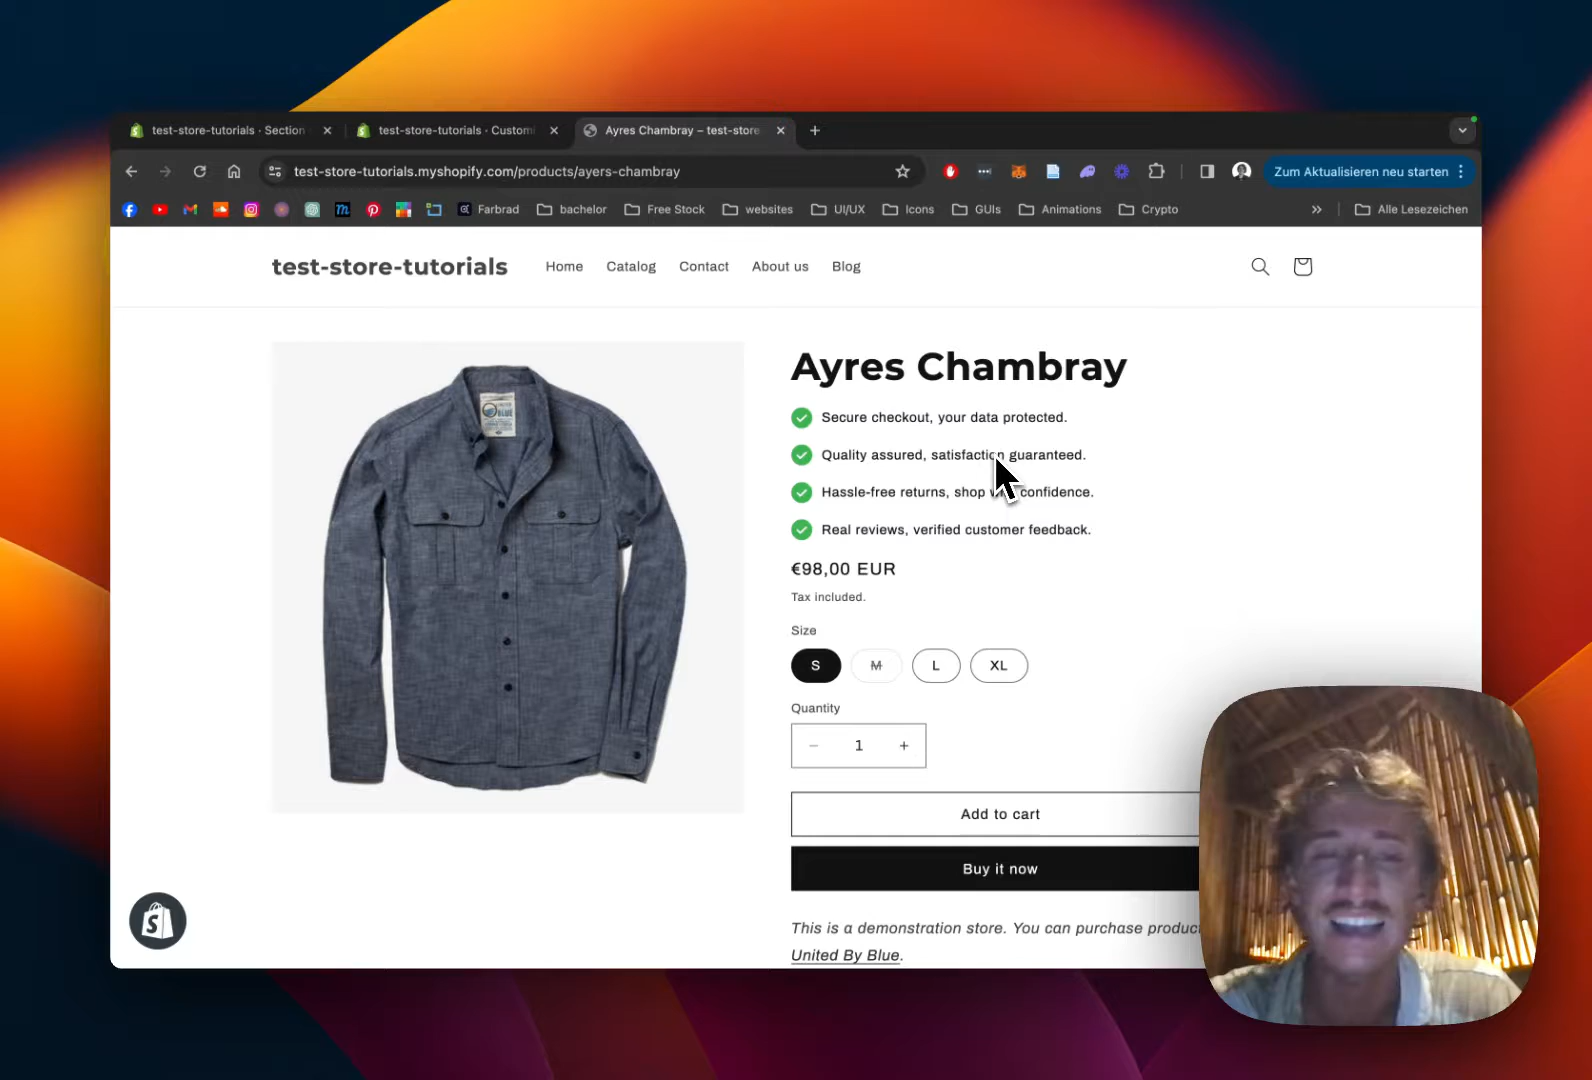 test-store-tutorials · Section
test-store-tutorials · Customi
Ayres Chambray – test-store
test-store-tutorials.myshopify.com/products/ayers-chambray
Zum Aktualisieren neu starten
Farbrad
bachelor
Free Stock
websites
UI/UX
Icons
GUIs
Animations
Crypto
»
Alle Lesezeichen
test-store-tutorials
Home
Catalog
Contact
About us
Blog
BLUE
Ayres Chambray
Secure checkout, your data protected.
Quality assured, satisfaction guaranteed.
Hassle-free returns, shop confidence.
Real reviews, verified customer feedback.
€98,00 EUR
Tax included.
Size
S
M
L
XL
Quantity
− 1 +
Add to cart
Buy it now
This is a demonstration store. You can purchase
United By Blue.